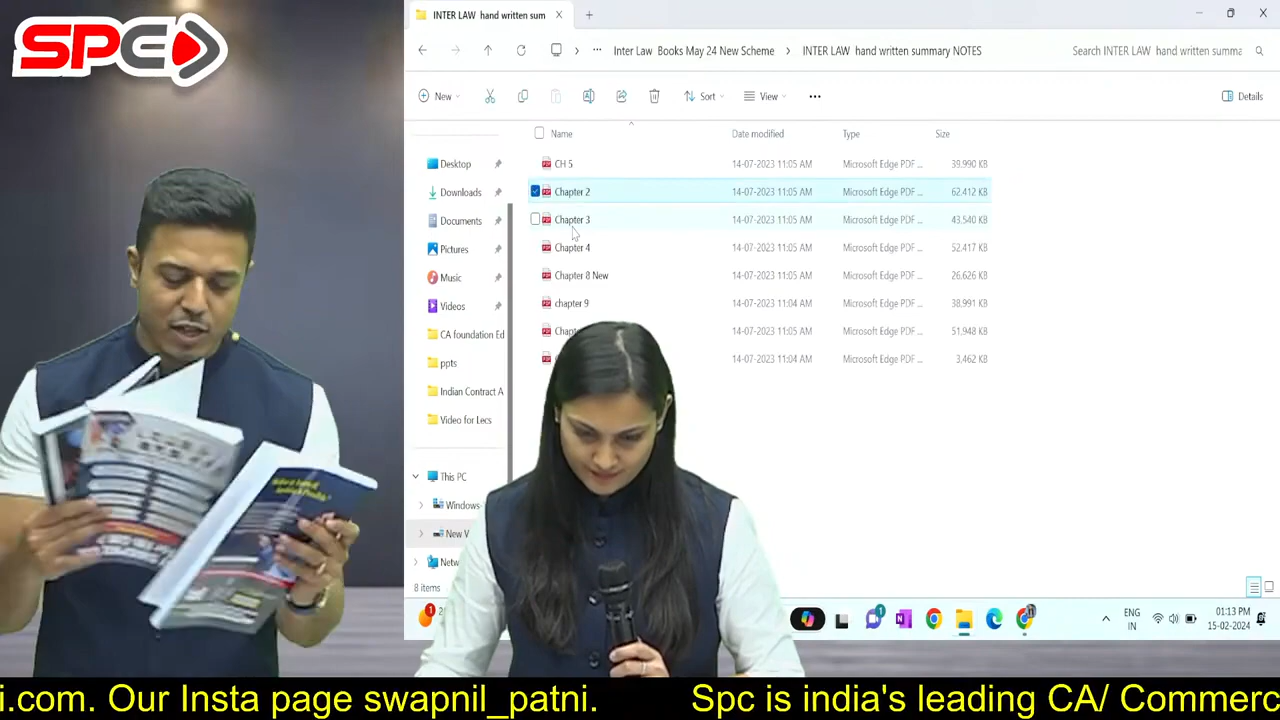 SPC
INTER LAW hand written sum
Inter Law Books May 24 New Scheme
INTER LAW hand written summary NOTES
Search INTER LAW hand written summa
New
Sort
View
Details
Name
Date modified
Type
Size
Desktop
Downloads
Documents
Pictures
Music
Videos
CA foundation Ed
ppts
Indian Contract A
Video for Lecs
This PC
Windows
New V
Netw
CH 5
14-07-2023 11:05 AM
Microsoft Edge PDF ...
39,990 KB
Chapter 2
14-07-2023 11:05 AM
Microsoft Edge PDF ...
62,412 KB
Chapter 3
14-07-2023 11:05 AM
Microsoft Edge PDF ...
43,540 KB
Chapter 4
14-07-2023 11:05 AM
Microsoft Edge PDF ...
52,417 KB
Chapter 8 New
14-07-2023 11:05 AM
Microsoft Edge PDF ...
26,626 KB
chapter 9
14-07-2023 11:04 AM
Microsoft Edge PDF ...
38,991 KB
Chapt
14-07-2023 11:05 AM
Microsoft Edge PDF ...
51,948 KB
14-07-2023 11:04 AM
Microsoft Edge PDF ...
3,462 KB
8 items
ENG
IN
01:13 PM
15-02-2024
i.com. Our Insta page swapnil_patni.
Spc is india's leading CA/ Commerc